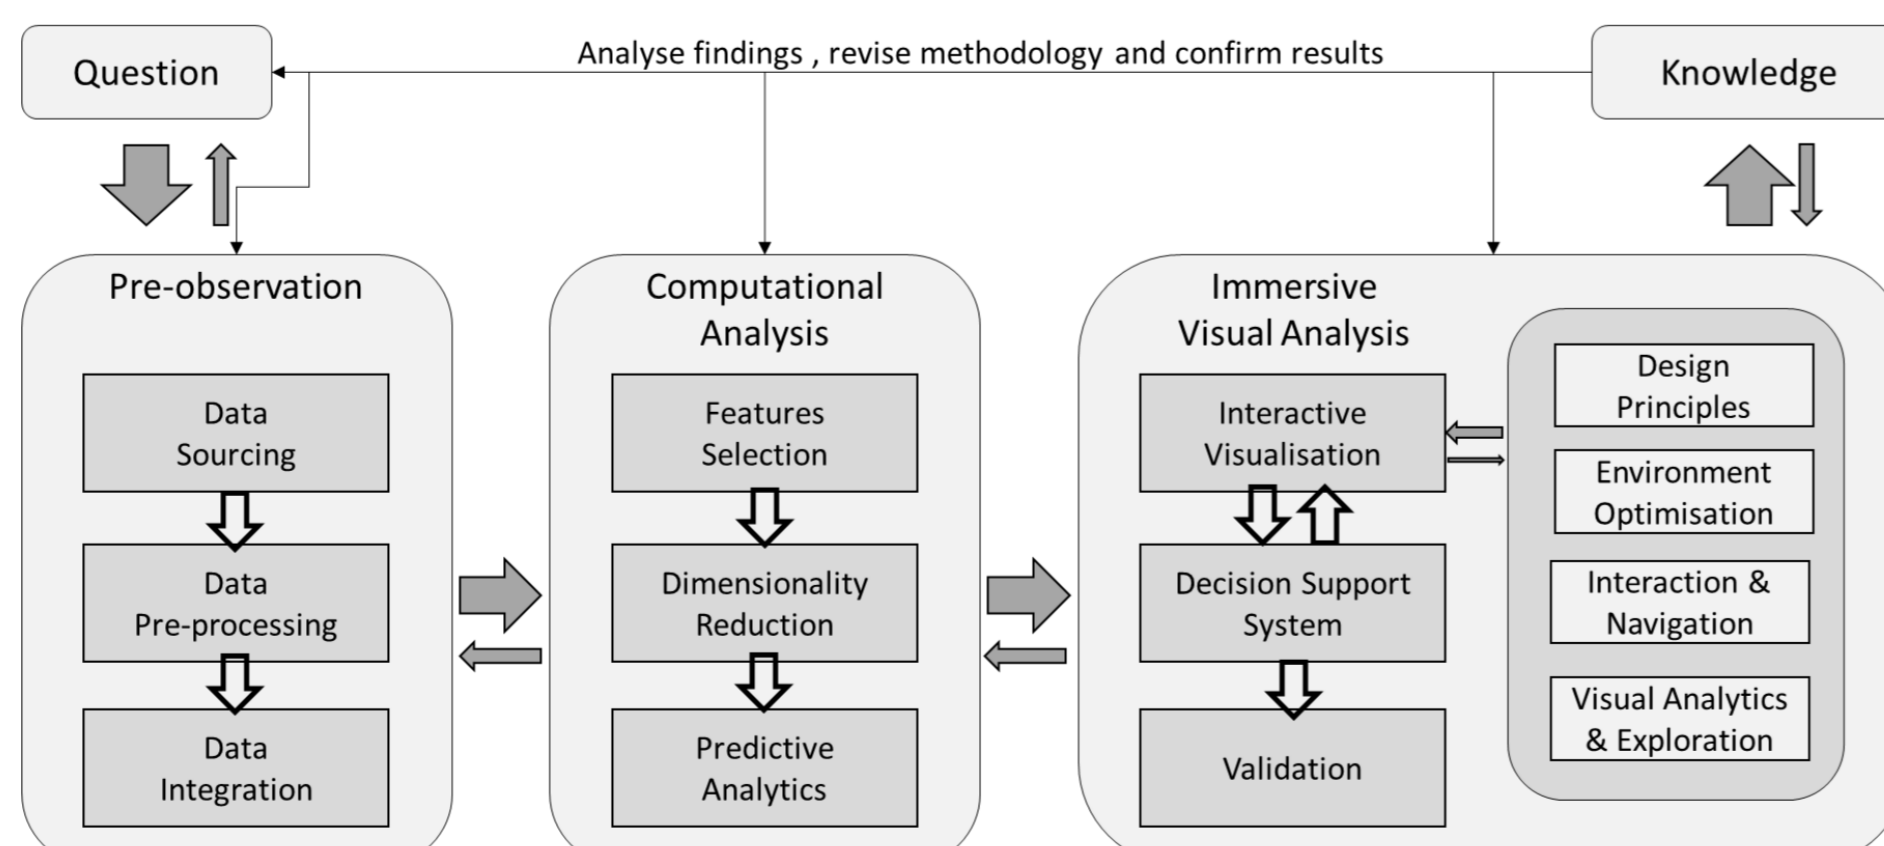 Analyse findings , revise methodology and confirm results
Question
Knowledge
Pre-observation
Data
Sourcing
Data
Pre-processing
Data
Integration
Computational
Analysis
Features
Selection
Dimensionality
Reduction
Predictive
Analytics
Immersive
Visual Analysis
Interactive
Visualisation
Decision Support
System
Validation
Design
Principles
Environment
Optimisation
Interaction &
Navigation
Visual Analytics
& Exploration